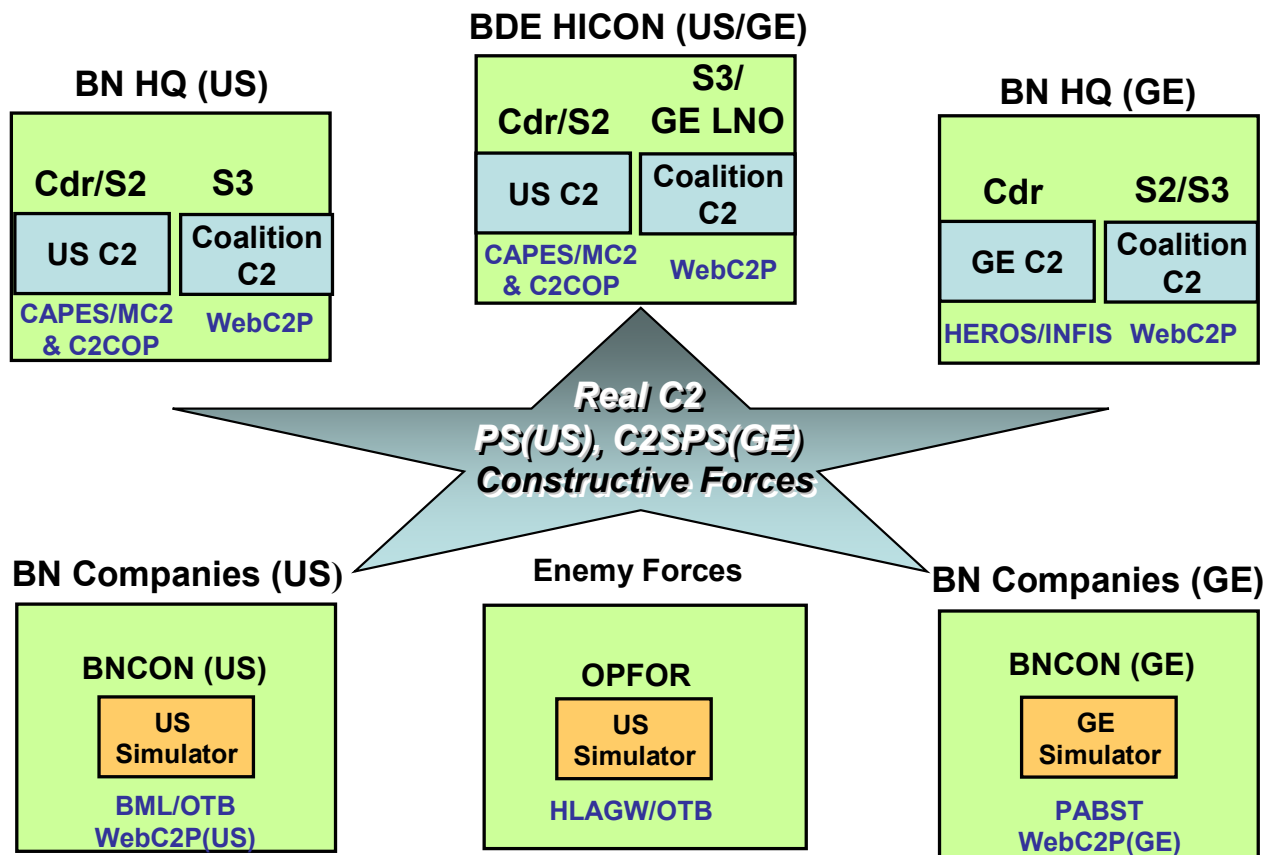 BDE HICON (US/GE)
BN HQ (US)
BN HQ (GE)
Cdr/S2
S3
US C2
Coalition
C2
CAPES/MC2
& C2COP
WebC2P
Cdr/S2
S3/
GE LNO
US C2
Coalition
C2
CAPES/MC2
& C2COP
WebC2P
Cdr
S2/S3
GE C2
Coalition
C2
HEROS/INFIS
WebC2P
Real C2
PS(US), C2SPS(GE)
Constructive Forces
BN Companies (US)
BNCON (US)
US
Simulator
BML/OTB
WebC2P(US)
Enemy Forces
OPFOR
US
Simulator
HLAGW/OTB
BN Companies (GE)
BNCON (GE)
GE
Simulator
PABST
WebC2P(GE)